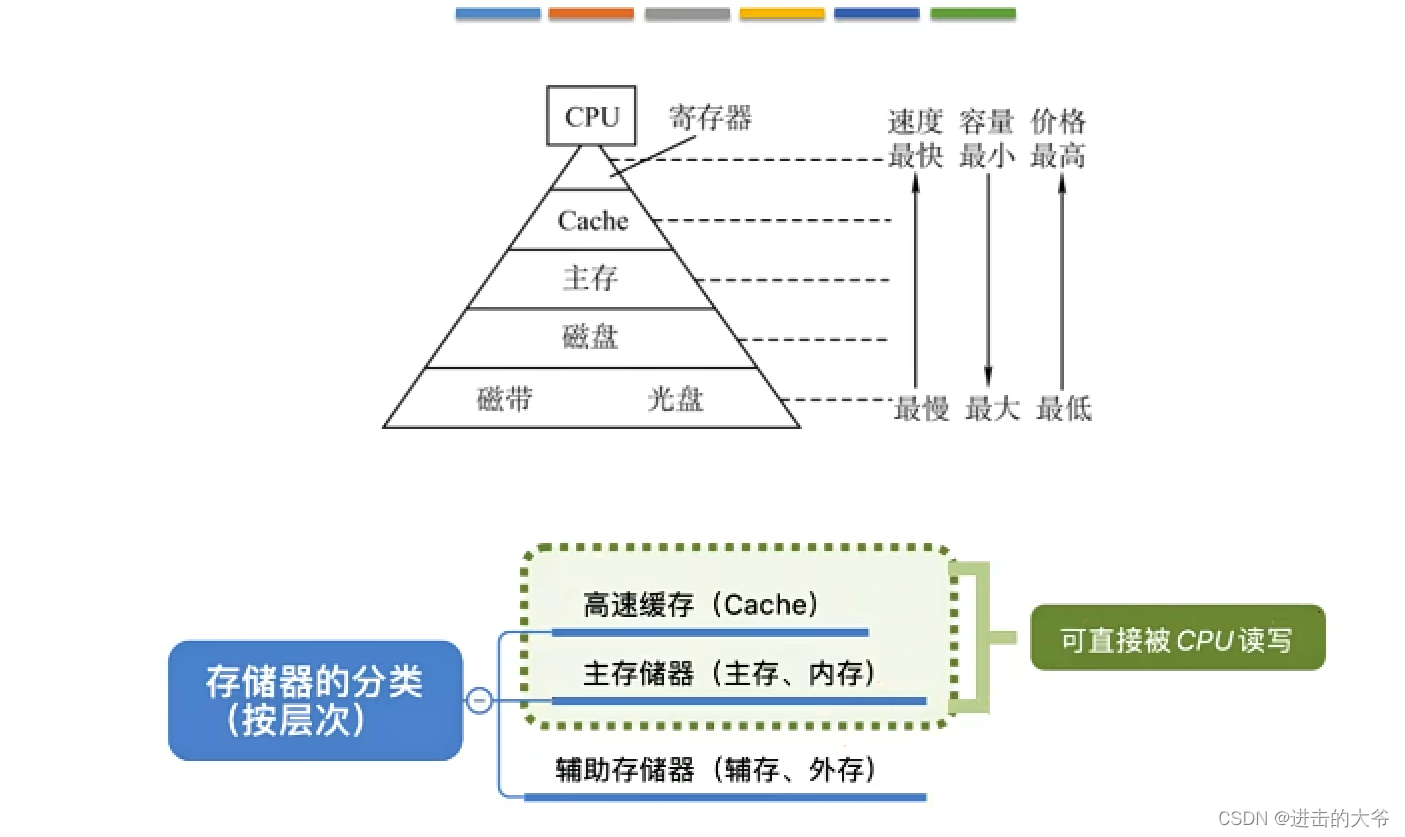 CPU
寄存器
速度 容量 价格
最快 最小 最高
Cache
主存
磁盘
磁带 光盘
最慢 最大 最低
高速缓存（Cache）
可直接被CPU读写
主存储器（主存、内存）
存储器的分类
（按层次）
辅助存储器（辅存、外存）
CSDN @进击的大爷